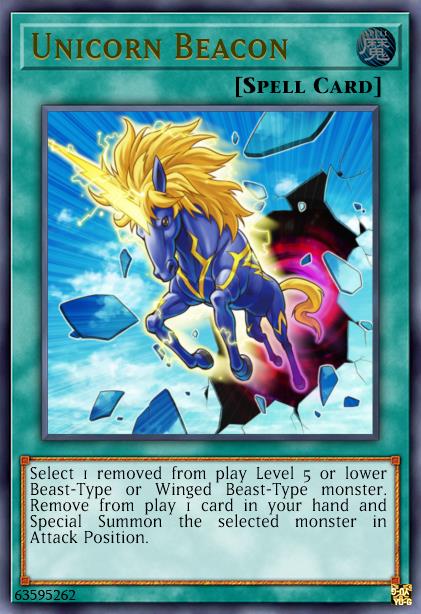 Unicorn Beacon
魔
[Spell Card]
Select 1 removed from play Level 5 or lower
Beast-Type or Winged Beast-Type monster.
Remove from play 1 card in your hand and
Special Summon the selected monster in
Attack Position.
63595262